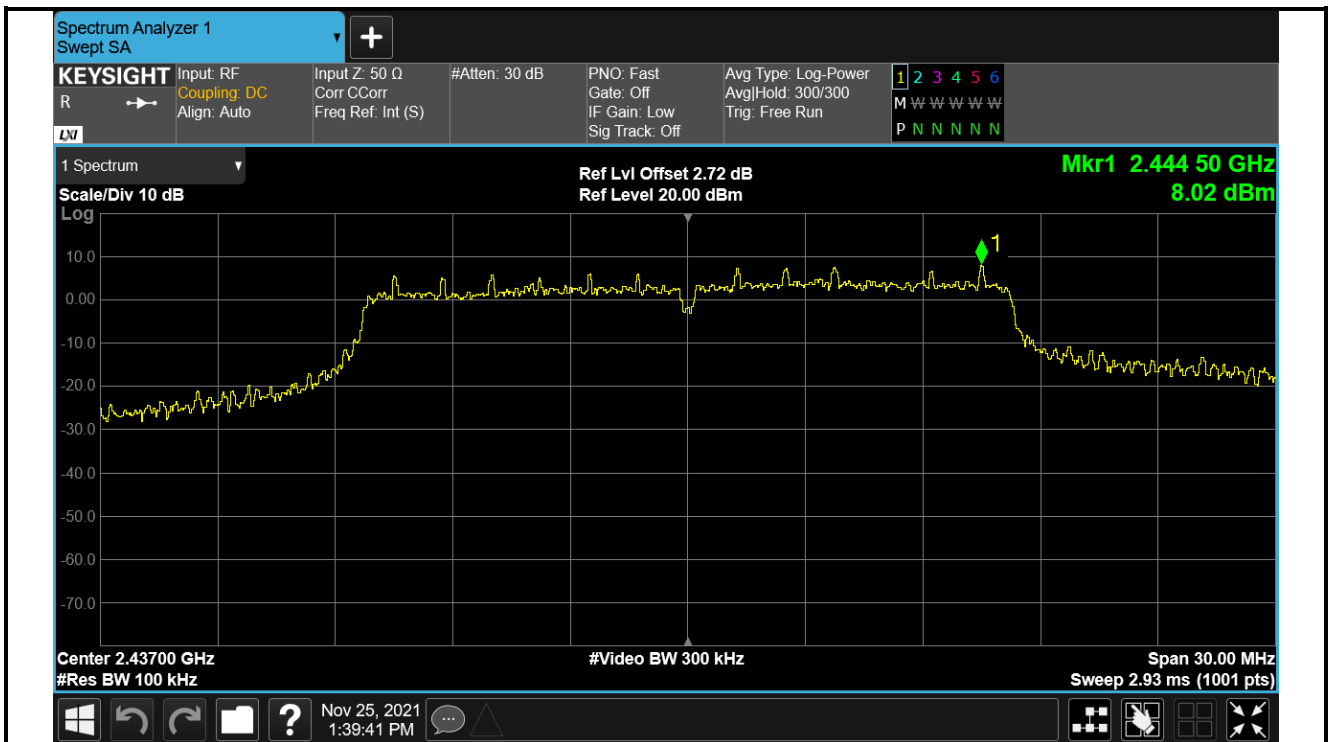 Spectrum Analyzer 1
Swept SA
KEYSIGHT
R
LXI
Input: RF
Coupling: DC
Align: Auto
Input Z: 50 Ω
Corr CCorr
Freq Ref: Int (S)
#Atten: 30 dB
PNO: Fast
Gate: Off
IF Gain: Low
Sig Track: Off
Avg Type: Log-Power
Avg|Hold: 300/300
Trig: Free Run
1 2 3 4 5 6
M W W W W W
P N N N N N
1 Spectrum
Scale/Div 10 dB
Log
Ref Lvl Offset 2.72 dB
Ref Level 20.00 dBm
Mkr1 2.444 50 GHz
8.02 dBm
1
10.0
0.00
-10.0
-20.0
-30.0
-40.0
-50.0
-60.0
-70.0
Center 2.43700 GHz
#Res BW 100 kHz
#Video BW 300 kHz
Span 30.00 MHz
Sweep 2.93 ms (1001 pts)
?
Nov 25, 2021
1:39:41 PM